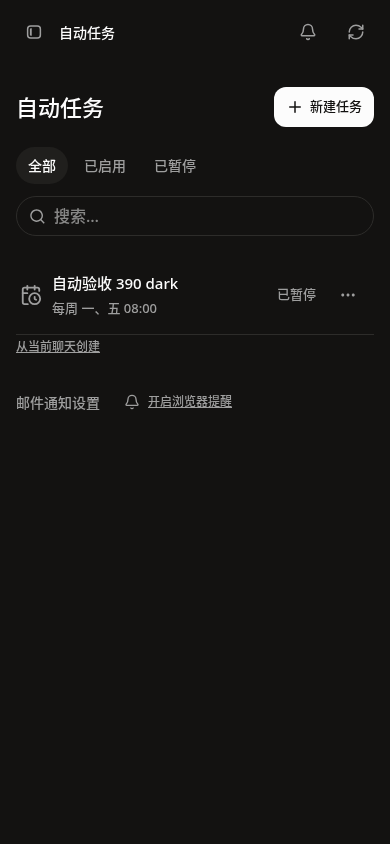 自动任务
自动任务
新建任务
全部 已启用 已暂停
搜索...
自动验收 390 dark
每周 一、五 08:00
已暂停
从当前聊天创建
邮件通知设置
开启浏览器提醒